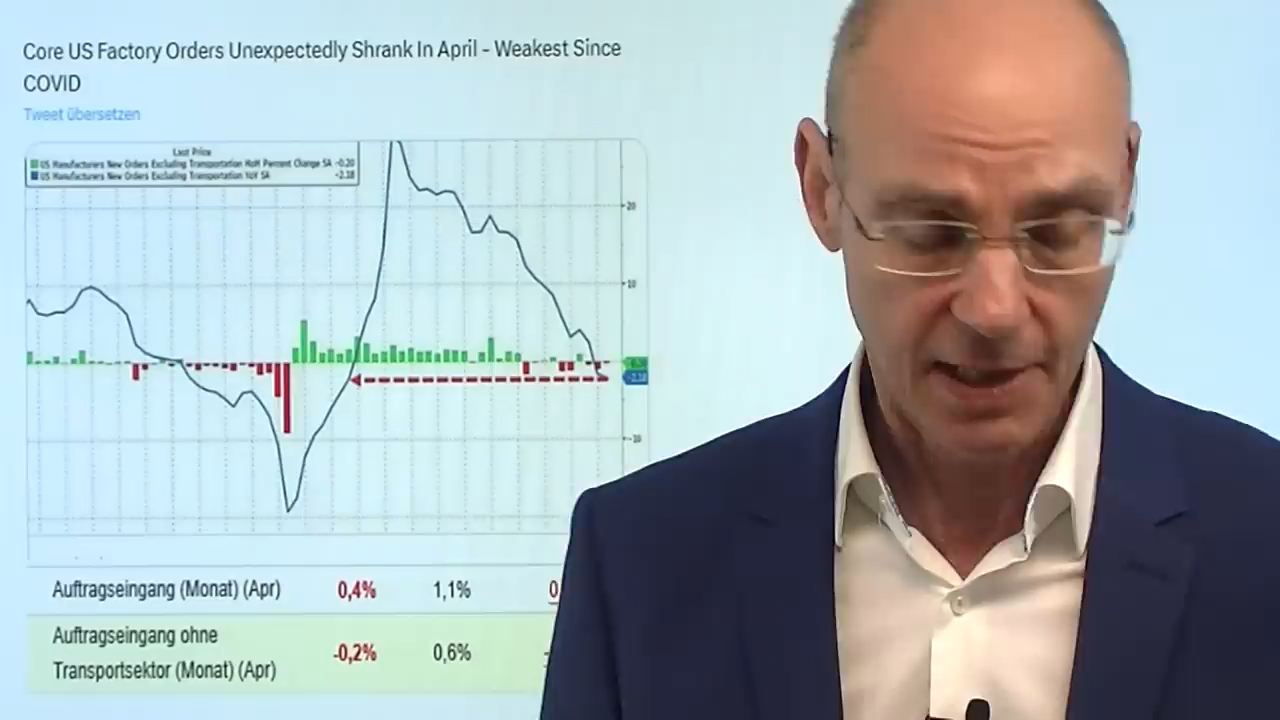 Core US Factory Orders Unexpectedly Shrank In April - Weakest Since
COVID
Tweet übersetzen
Last Price
US Manufacturers New Orders Excluding Transportation MoM Percent Change SA -0.20
US Manufacturers New Orders Excluding Transportation YoY SA -2.18
20
10
-10
Auftragseingang (Monat) (Apr) 0,4% 1,1% 0
Auftragseingang ohne
Transportsektor (Monat) (Apr) -0,2% 0,6%